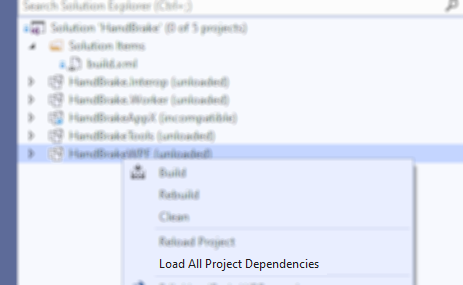 Search Solution Explorer (Ctrl+;)
Solution 'HandBrake' (0 of 5 projects)
Solution Items
build.xml
HandBrake.Interop (unloaded)
HandBrake.Worker (unloaded)
HandBrakeAppX (incompatible)
HandBrakeTools (unloaded)
HandBrakeWPF (unloaded)
Build
Rebuild
Clean
Reload Project
Load All Project Dependencies